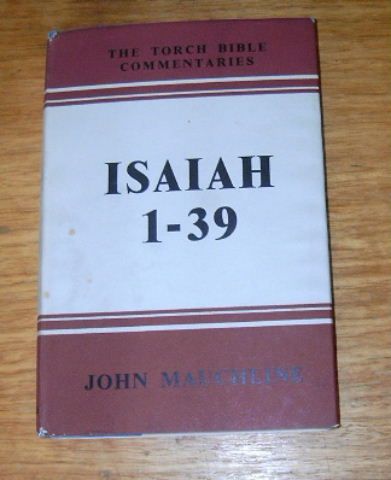 THE TORCH BIBLE
COMMENTARIES
ISAIAH
1-39
JOHN MAUCHLINE